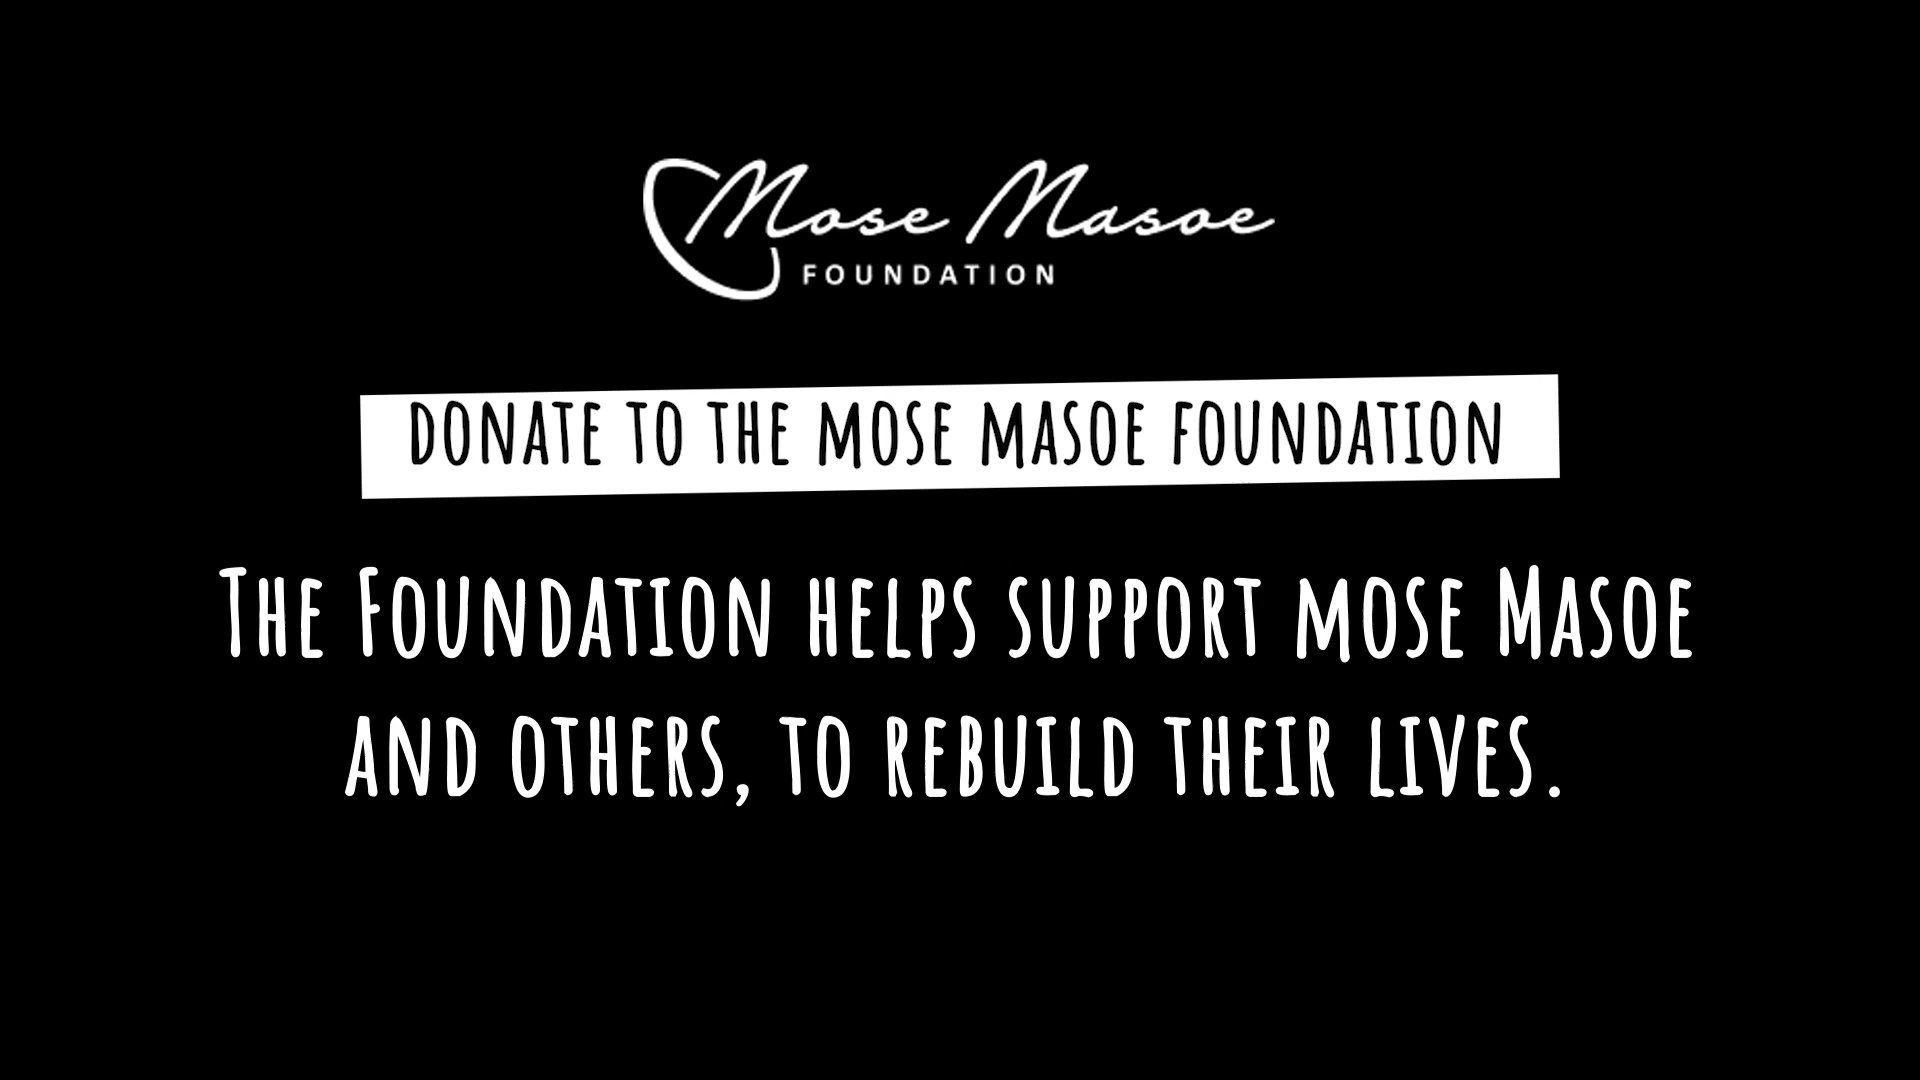 Mose Masoe
FOUNDATION
DONATE TO THE MOSE MASOE FOUNDATION
THE FOUNDATION HELPS SUPPORT MOSE MASOE
AND OTHERS, TO REBUILD THEIR LIVES.